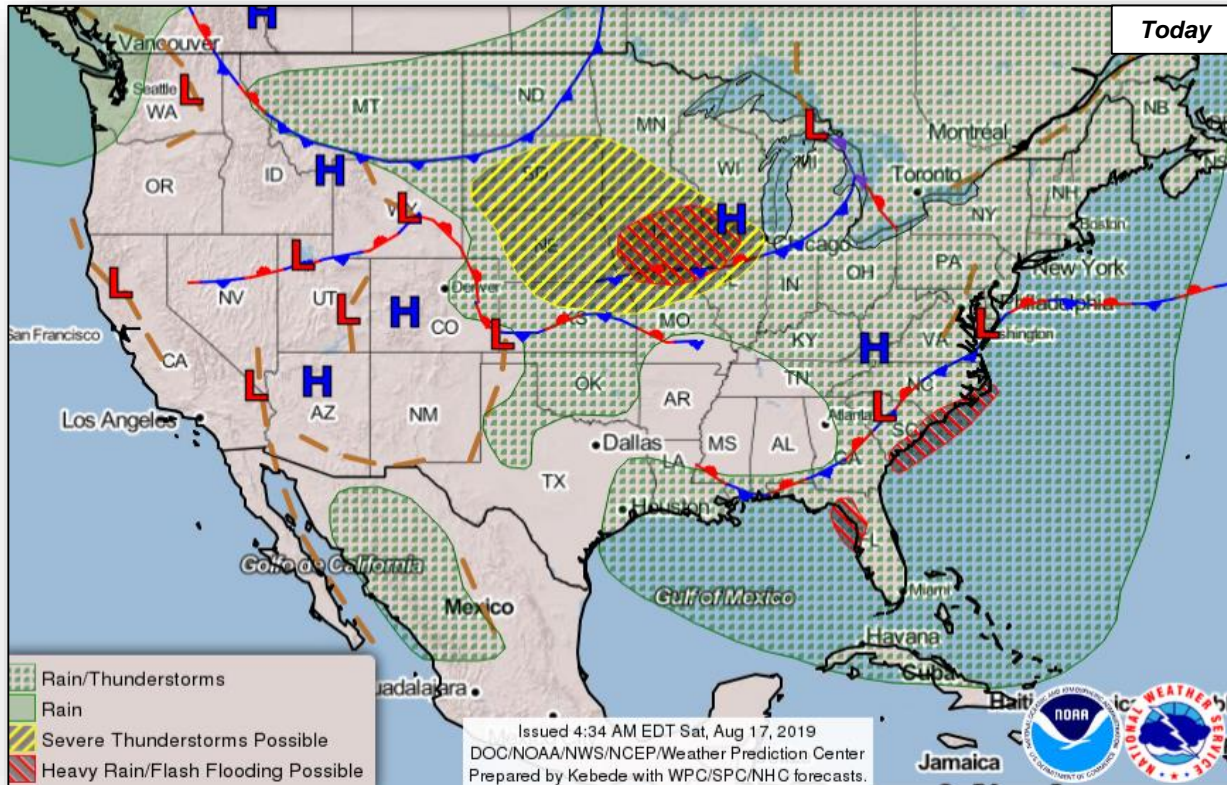 Today
H
Vancouver
Seattle
L
WA
MT
ND
MN
L
Montreal
NB
OR
ID
H
WY
L
SD
WI
MI
Toronto
NH
NY
Boston
H
Chicago
NE
L
NV
L
UT
L
Denver
H
CO
L
KS
MO
IN
OH
PA
New York
Philadelphia
L
Washington
KY
H
VA
San Francisco
CA
L
H
AZ
NM
OK
AR
TN
NC
L
Atlanta
SC
Los Angeles
Dallas
MS
AL
GA
LA
TX
Houston
FL
Golfo de California
Mexico
Gulf of Mexico
Miami
Havana
Cuba
Jamaica
Rain/Thunderstorms
Rain
Severe Thunderstorms Possible
Heavy Rain/Flash Flooding Possible
Issued 4:34 AM EDT Sat, Aug 17, 2019
DOC/NOAA/NWS/NCEP/Weather Prediction Center
Prepared by Kebede with WPC/SPC/NHC forecasts.
NOAA
NATIONAL WEATHER SERVICE